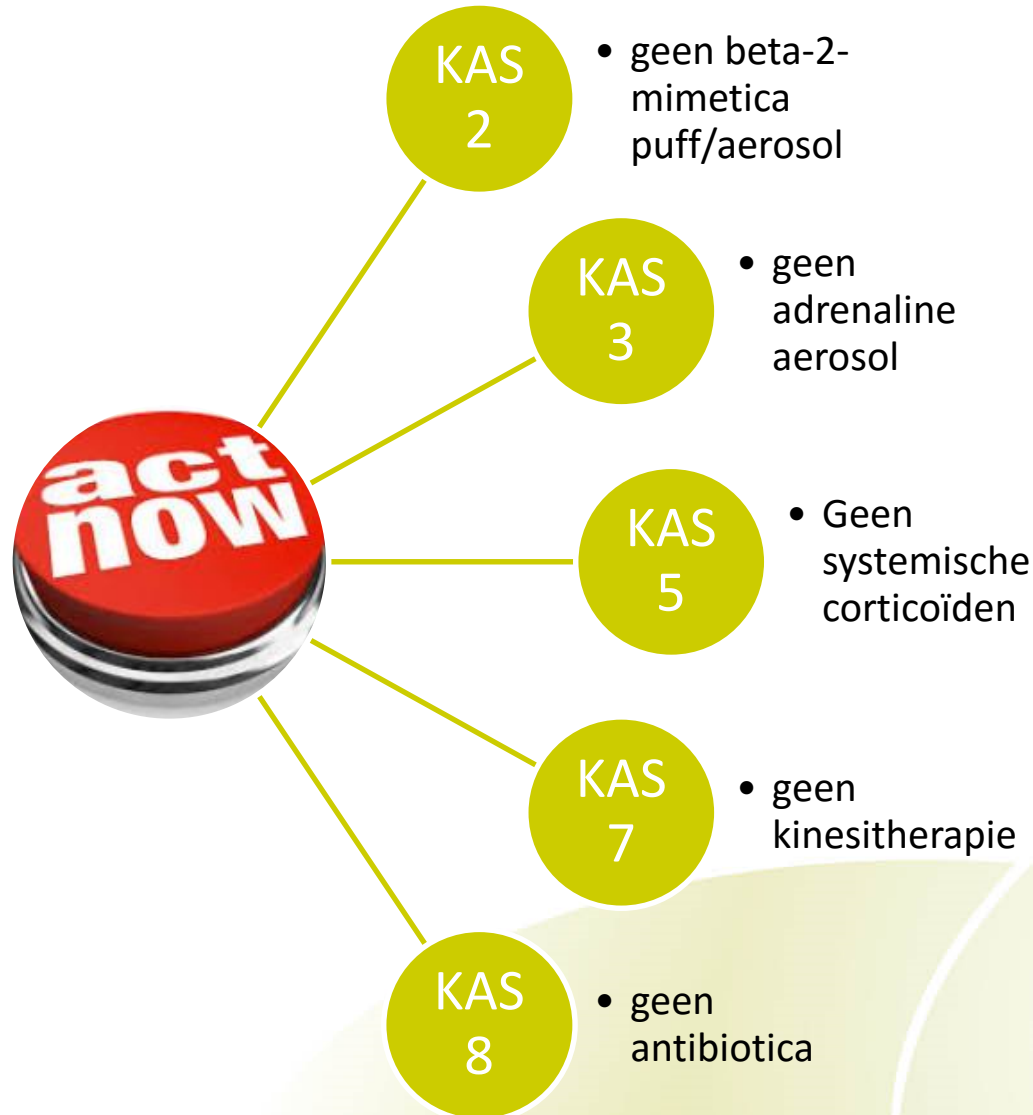 KAS
2
• geen beta-2-
mimetica
puff/aerosol
KAS
3
• geen
adrenaline
aerosol
act
now
KAS
5
• Geen
systemische
corticoïden
KAS
7
• geen
kinesitherapie
KAS
8
• geen
antibiotica